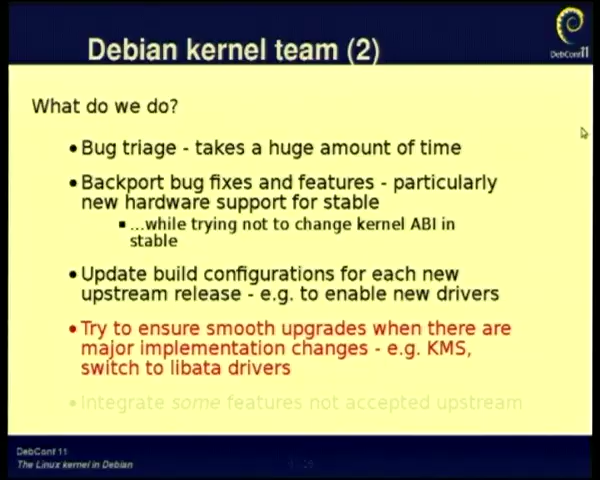 Debian kernel team (2)
DebConf11
What do we do?
• Bug triage - takes a huge amount of time
• Backport bug fixes and features - particularly
new hardware support for stable
▪ ...while trying not to change kernel ABI in
stable
• Update build configurations for each new
upstream release - e.g. to enable new drivers
• Try to ensure smooth upgrades when there are
major implementation changes - e.g. KMS,
switch to libata drivers
• Integrate some features not accepted upstream
DebConf 11
The Linux kernel in Debian